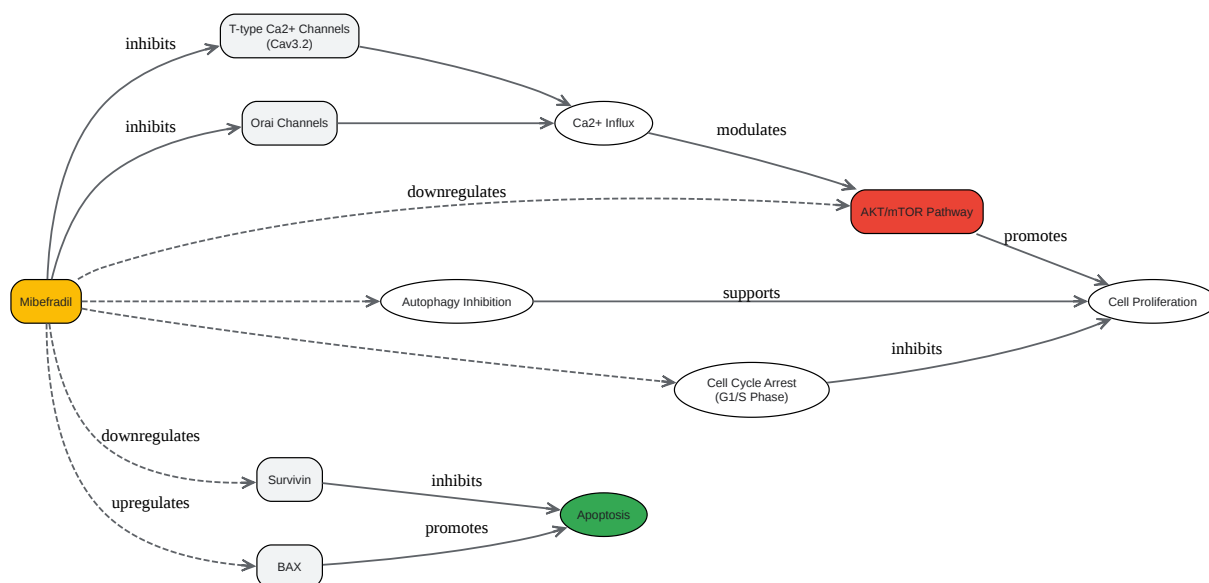 T-type Ca2+ Channels
(Cav3.2)
inhibits
Orai Channels
inhibits
Ca2+ Influx
modulates
downregulates
AKT/mTOR Pathway
promotes
Mibefradil
Autophagy Inhibition
supports
Cell Proliferation
inhibits
Cell Cycle Arrest
(G1/S Phase)
downregulates
Survivin
inhibits
upregulates
Apoptosis
promotes
BAX